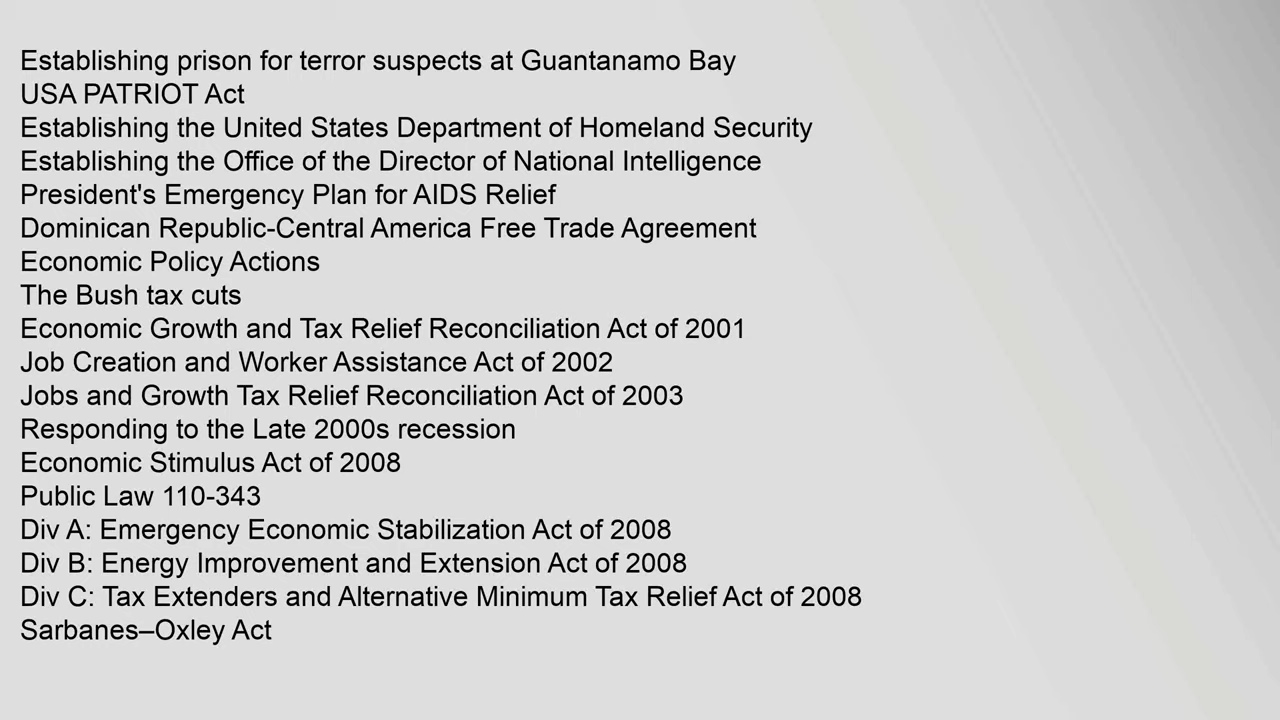 Establishing prison for terror suspects at Guantanamo Bay
USA PATRIOT Act
Establishing the United States Department of Homeland Security
Establishing the Office of the Director of National Intelligence
President's Emergency Plan for AIDS Relief
Dominican Republic-Central America Free Trade Agreement
Economic Policy Actions
The Bush tax cuts
Economic Growth and Tax Relief Reconciliation Act of 2001
Job Creation and Worker Assistance Act of 2002
Jobs and Growth Tax Relief Reconciliation Act of 2003
Responding to the Late 2000s recession
Economic Stimulus Act of 2008
Public Law 110-343
Div A: Emergency Economic Stabilization Act of 2008
Div B: Energy Improvement and Extension Act of 2008
Div C: Tax Extenders and Alternative Minimum Tax Relief Act of 2008
Sarbanes–Oxley Act